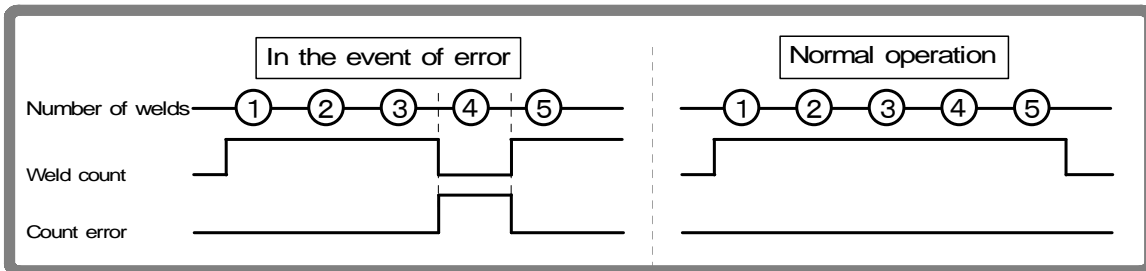 In the event of error
Normal operation
Number of welds 1 2 3 4 5 1 2 3 4 5
Weld count
Count error